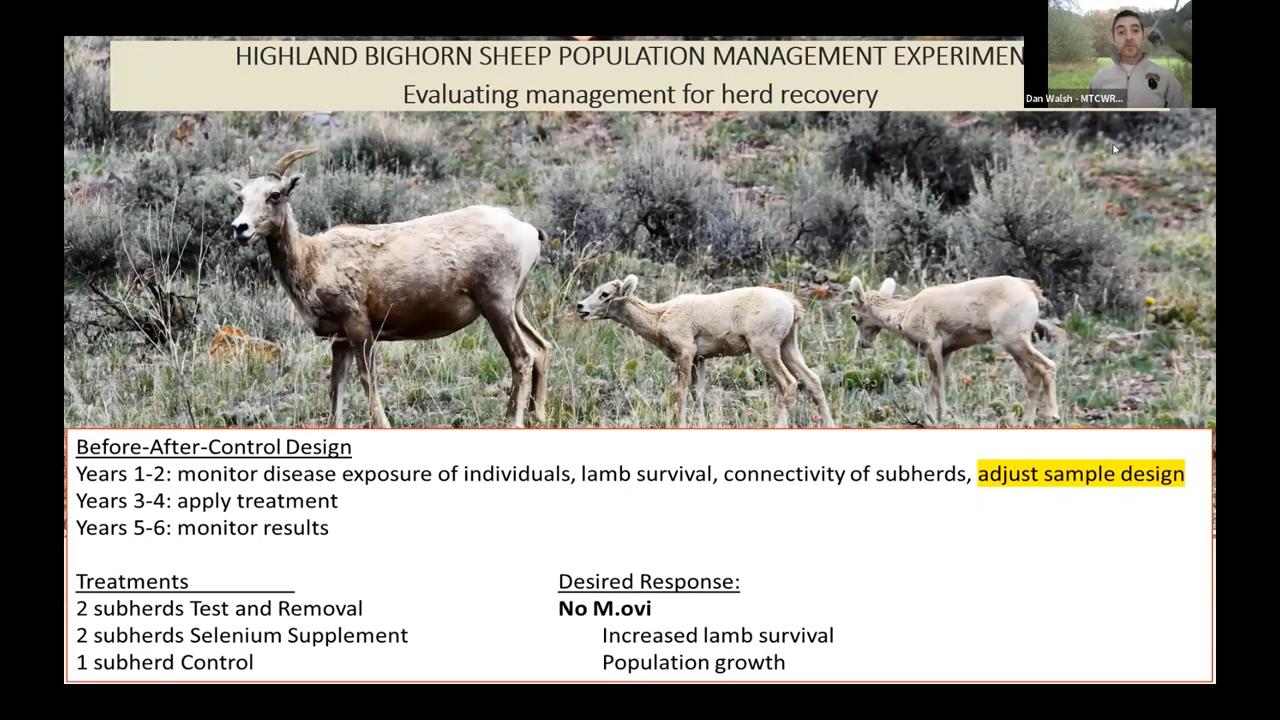 HIGHLAND BIGHORN SHEEP POPULATION MANAGEMENT EXPERIMEN
Evaluating management for herd recovery
Dan Walsh - MTCWR...
Before-After-Control Design
Years 1-2: monitor disease exposure of individuals, lamb survival, connectivity of subherds, adjust sample design
Years 3-4: apply treatment
Years 5-6: monitor results
Treatments
2 subherds Test and Removal
2 subherds Selenium Supplement
1 subherd Control
Desired Response:
No M.ovi
Increased lamb survival
Population growth